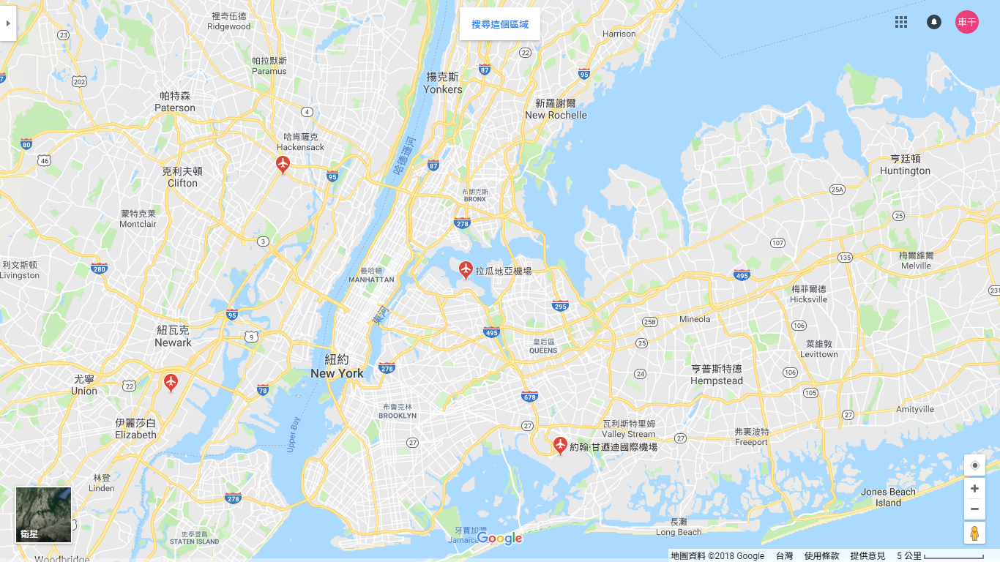 裡奇伍德
Ridgewood
搜尋這個區域
車干
Harrison
23
22
帕拉默斯
Paramus
87
95
揚克斯
Yonkers
202
帕特森
Paterson
新羅謝爾
New Rochelle
4
80
哈肯薩克
Hackensack
46
哈德遜河
87
亨廷頓
Huntington
克利夫頓
Clifton
95
布朗克斯
BRONX
25A
蒙特克萊
Montclair
278
25
3
107
利文斯顿
Livingston
280
曼哈頓
MANHATTAN
拉瓜地亞機場
135
梅爾維爾
Melville
495
231
梅菲爾德
Hicksville
295
95
東河
25B
Mineola
106
紐瓦克
Newark
9
495
皇后區
QUEENS
25
萊維敦
Levittown
紐約
New York
278
24
亨普斯特德
Hempstead
106
尤寧
Union
22
78
678
105
布魯克林
BROOKLYN
Amityville
27
伊麗莎白
Elizabeth
Upper Bay
27
27
瓦利斯特里姆
Valley Stream
27
弗裏波特
Freeport
約翰·甘迺迪國際機場
林登
Linden
278
Jones Beach
Island
衛星
史泰登島
STATEN ISLAND
牙買加灣
Jamaica
Google
長灘
Long Beach
Woodbridge
地圖資料 ©2018 Google
台灣
使用條款
提供意見
5 公里